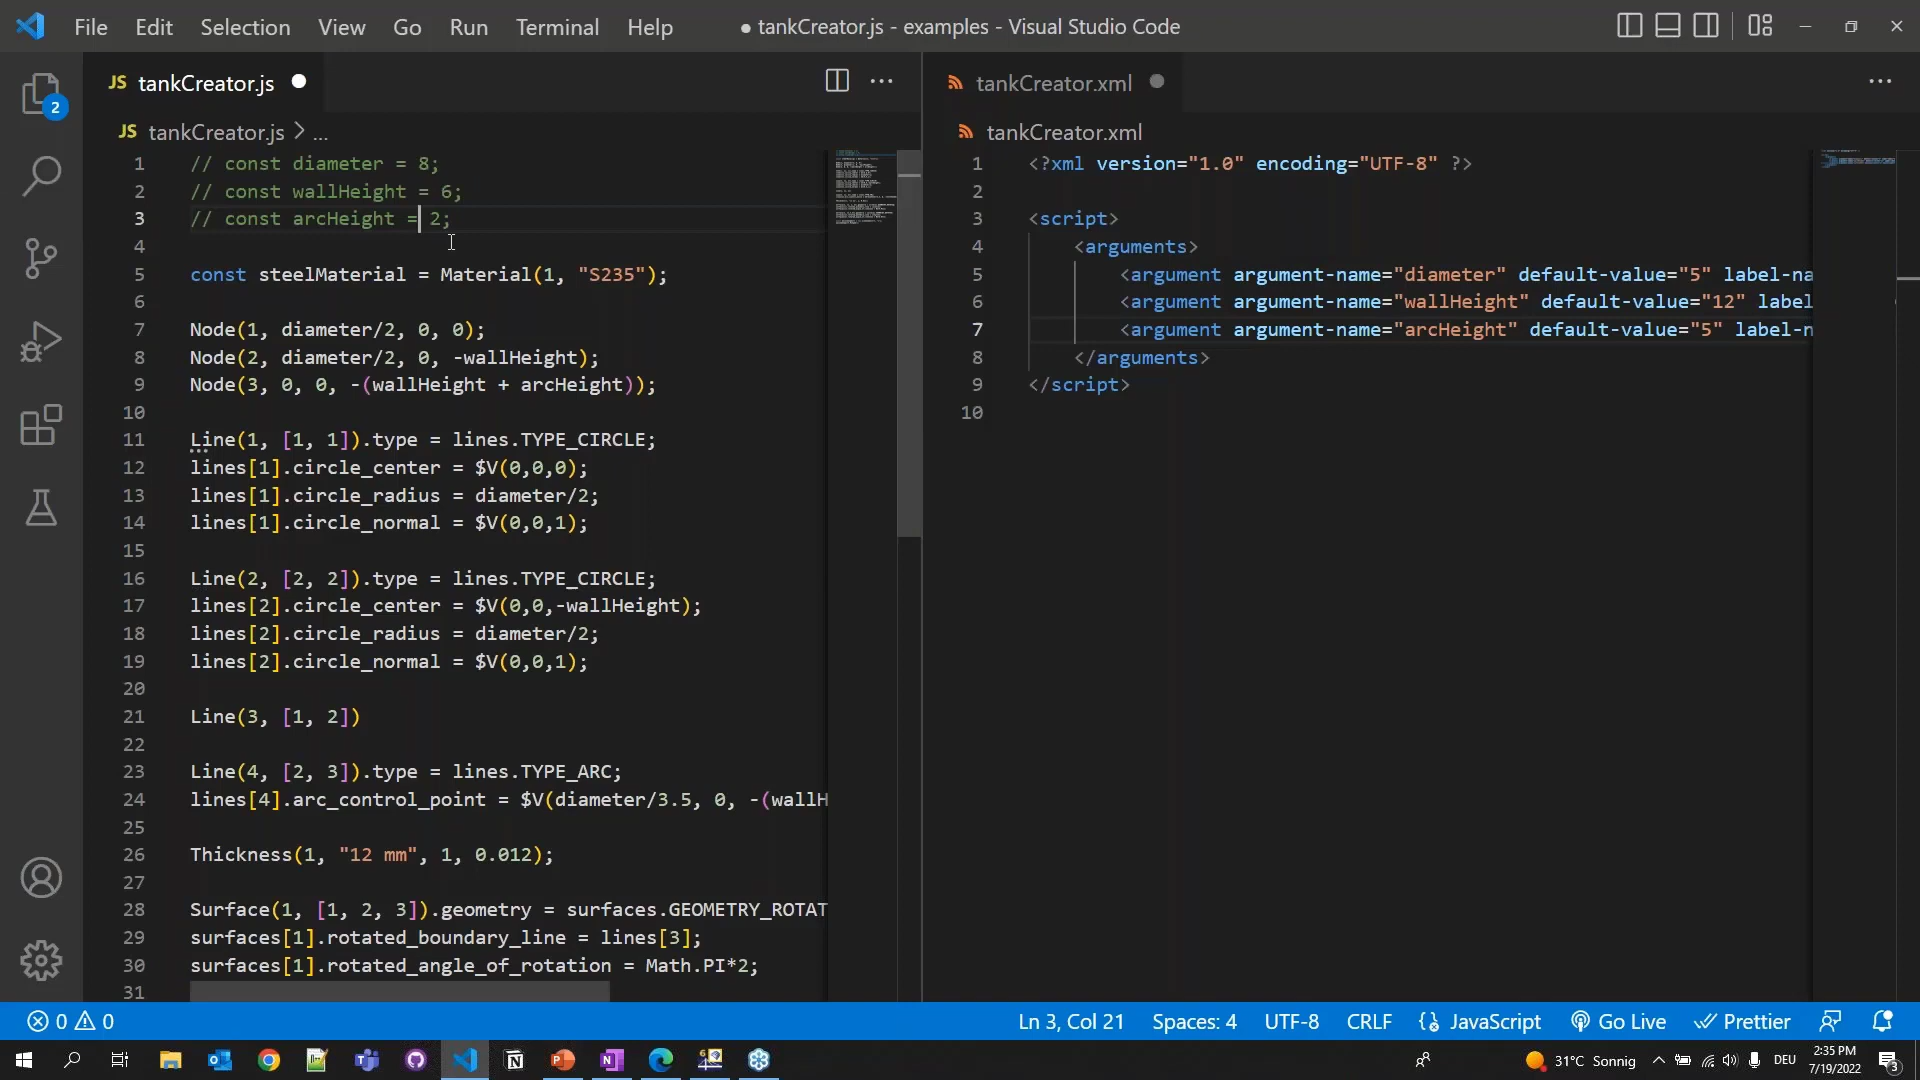 File Edit Selection View Go Run Terminal Help
● tankCreator.js - examples - Visual Studio Code
2
JS tankCreator.js
JS tankCreator.js > ...
1 // const diameter = 8;
2 // const wallHeight = 6;
3 // const arcHeight = 2;
4
5 const steelMaterial = Material(1, "S235");
6
7 Node(1, diameter/2, 0, 0);
8 Node(2, diameter/2, 0, -wallHeight);
9 Node(3, 0, 0, -(wallHeight + arcHeight));
10
11 Line(1, [1, 1]).type = lines.TYPE_CIRCLE;
12 lines[1].circle_center = $V(0,0,0);
13 lines[1].circle_radius = diameter/2;
14 lines[1].circle_normal = $V(0,0,1);
15
16 Line(2, [2, 2]).type = lines.TYPE_CIRCLE;
17 lines[2].circle_center = $V(0,0,-wallHeight);
18 lines[2].circle_radius = diameter/2;
19 lines[2].circle_normal = $V(0,0,1);
20
21 Line(3, [1, 2])
22
23 Line(4, [2, 3]).type = lines.TYPE_ARC;
24 lines[4].arc_control_point = $V(diameter/3.5, 0, -(wallH
25
26 Thickness(1, "12 mm", 1, 0.012);
27
28 Surface(1, [1, 2, 3]).geometry = surfaces.GEOMETRY_ROTAT
29 surfaces[1].rotated_boundary_line = lines[3];
30 surfaces[1].rotated_angle_of_rotation = Math.PI*2;
31
tankCreator.xml
tankCreator.xml
1 <?xml version="1.0" encoding="UTF-8" ?>
2
3 <script>
4 <arguments>
5 <argument argument-name="diameter" default-value="5" label-na
6 <argument argument-name="wallHeight" default-value="12" label
7 <argument argument-name="arcHeight" default-value="5" label-n
8 </arguments>
9 </script>
10
0 0
Ln 3, Col 21 Spaces: 4 UTF-8 CRLF JavaScript Go Live Prettier
31°C Sonnig DEU 2:35 PM
7/19/2022 3